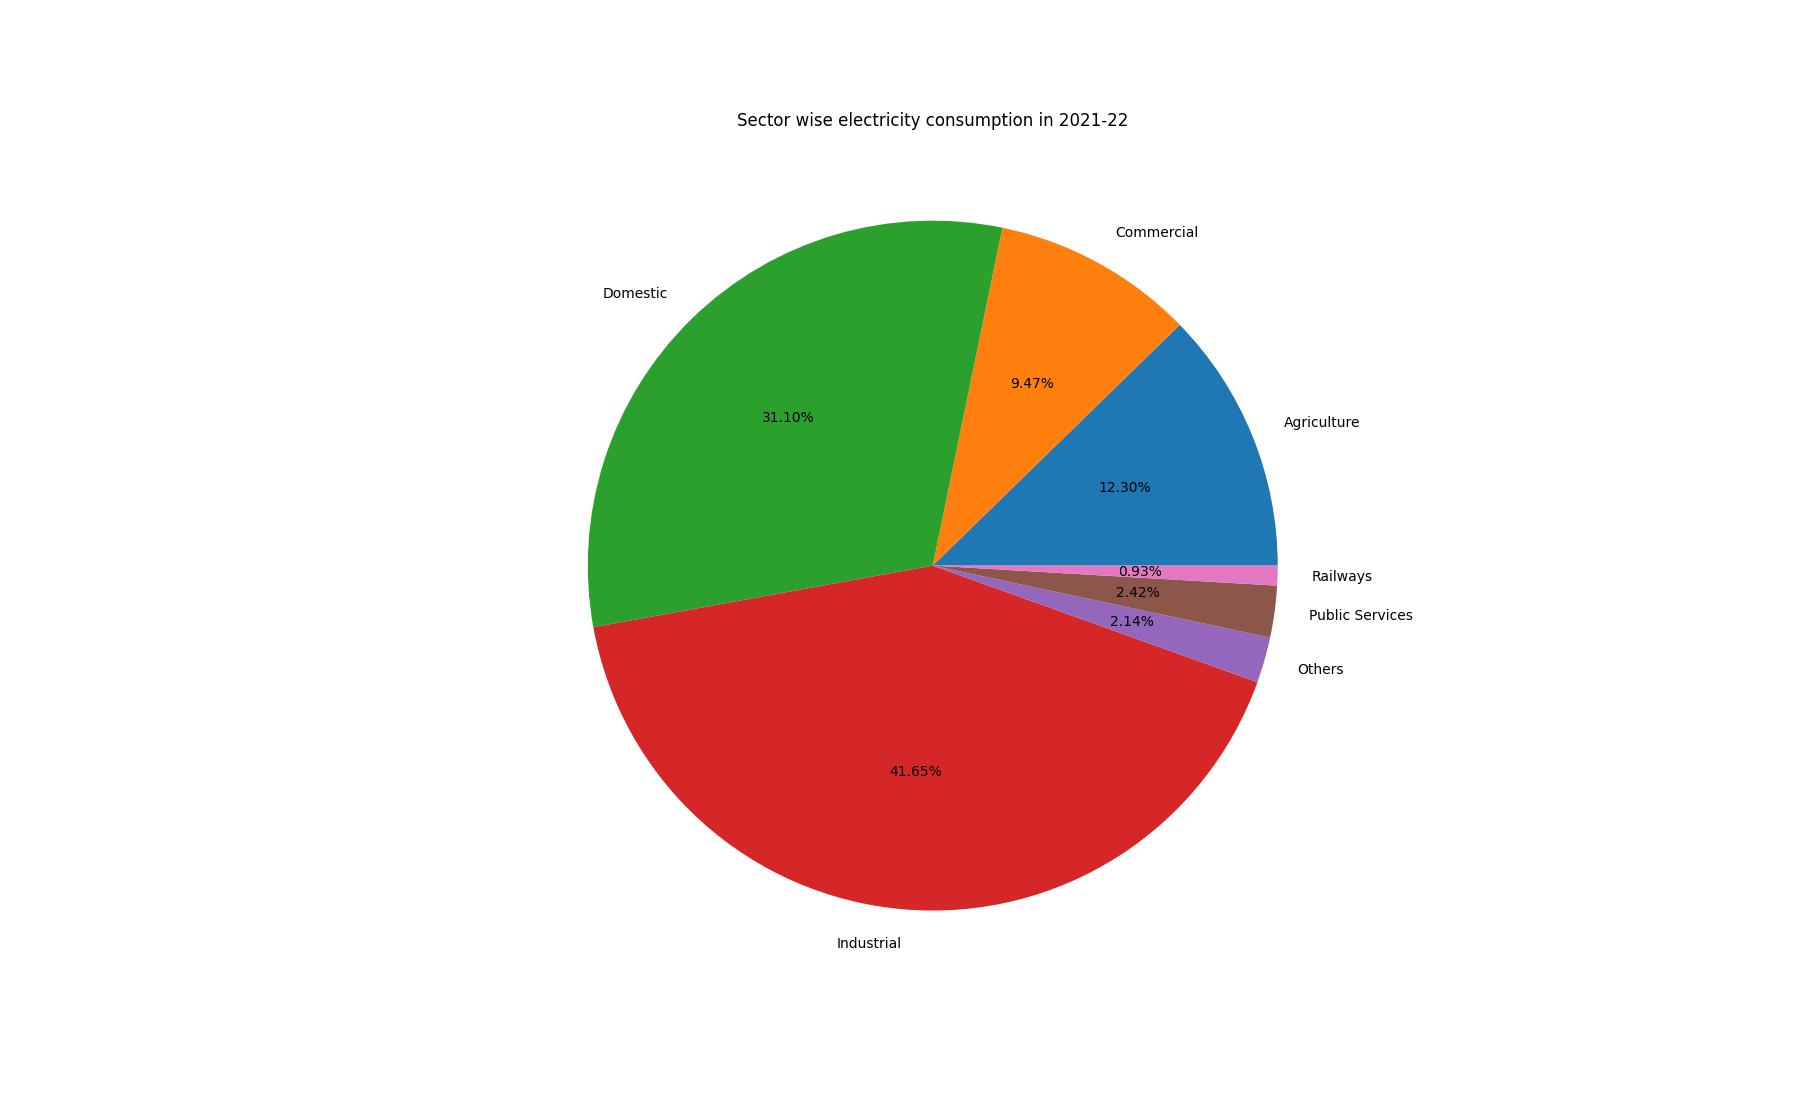 Sector wise electricity consumption in 2021-22
Commercial
Domestic
9.47%
31.10%
Agriculture
12.30%
0.93%
Railways
2.42%
Public Services
2.14%
Others
41.65%
Industrial